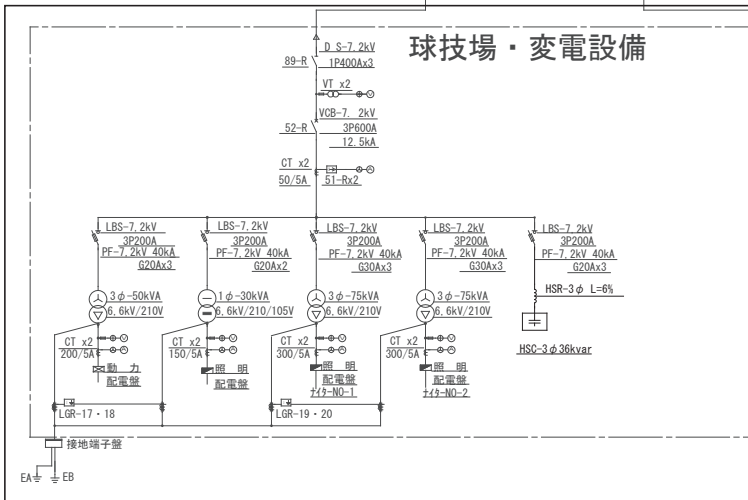 球技場・変電設備
D S-7.2kV
89-R
1P400Ax3
VT x2
V
VCB-7. 2kV
52-R
3P600A
12.5kA
CT x2
A
50/5A
51-Rx2
LBS-7.2kV
3P200A
PF-7.2kV 40kA
G20Ax3
LBS-7.2kV
3P200A
PF-7.2kV 40kA
G20Ax2
LBS-7.2kV
3P200A
PF-7.2kV 40kA
G30Ax3
LBS-7.2kV
3P200A
PF-7.2kV 40kA
G30Ax3
LBS-7.2kV
3P200A
PF-7.2kV 40kA
G20Ax3
3φ-50kVA
6.6kV/210V
1φ-30kVA
6.6kV/210/105V
3φ-75kVA
6.6kV/210V
3φ-75kVA
6.6kV/210V
HSR-3φ L=6%
HSC-3φ36kvar
CT x2
200/5A
V
A
動 力
配電盤
CT x2
150/5A
V
A
照 明
配電盤
CT x2
300/5A
V
A
照 明
配電盤
ﾅｲﾀｰNO-1
CT x2
300/5A
V
A
照 明
配電盤
ﾅｲﾀｰNO-2
LGR-17・18
LGR-19・20
接地端子盤
EA
EB